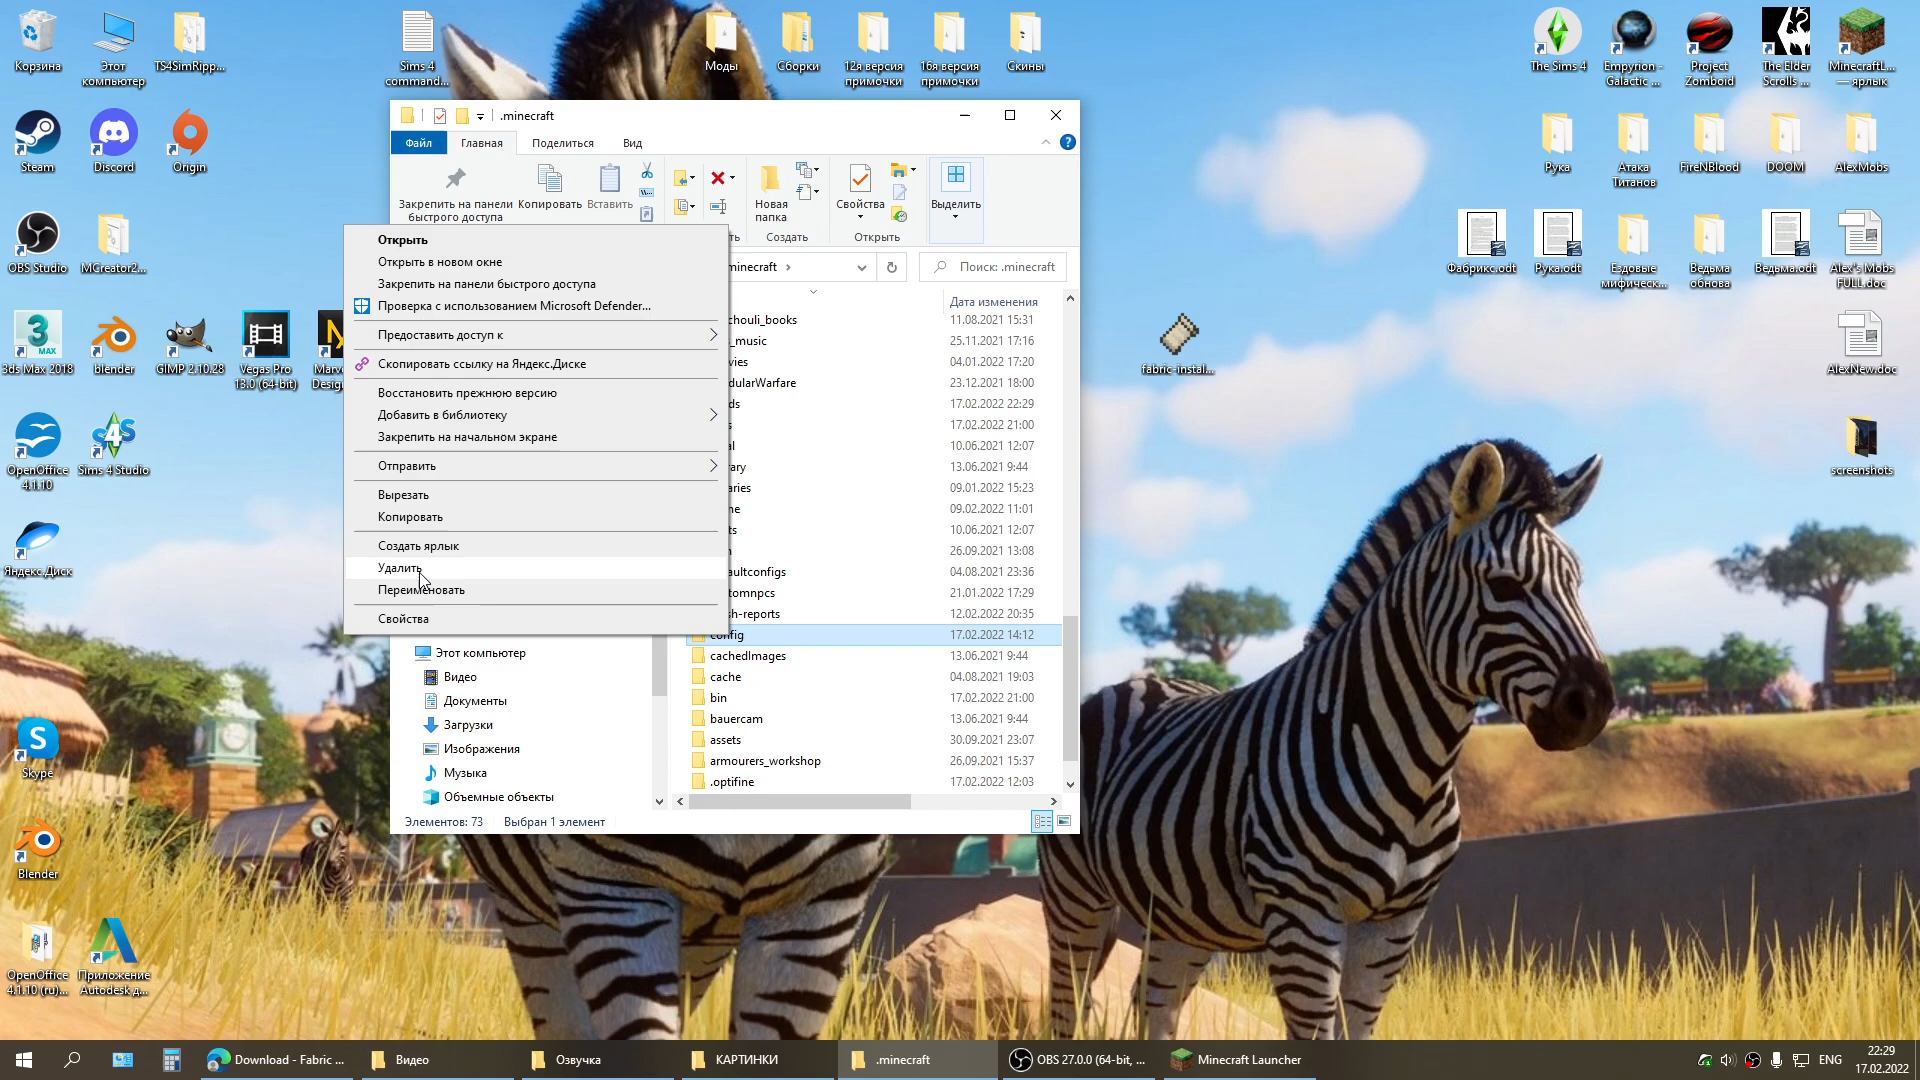 Корзина
Этот
компьютер
TS4SimRipp...
Sims 4
command...
Моды
Сборки
12я версия
примочки
16я версия
примочки
Скины
The Sims 4
Empyrion -
Galactic ...
Project
Zomboid
The Elder
Scrolls ...
MinecraftL...
— ярлык
Steam
Discord
Origin
Рука
Атака
Титанов
FireNBlood
DOOM
AlexMobs
OBS Studio
MCreator2...
Фабрикс.odt
Рука.odt
Ездовые
мифическ...
Ведьма
обнова
Ведьма.odt
Alex's Mobs
FULL.doc
3ds Max 2018
blender
GIMP 2.10.28
Vegas Pro
13.0 (64-bit)
fabric-instal...
AlexNew.doc
OpenOffice
4.1.10
Sims 4 Studio
screenshots
Яндекс.Диск
Skype
Blender
OpenOffice
4.1.10 (ru)...
Приложение
Autodesk д...
.minecraft
Файл
Главная
Поделиться
Вид
Закрепить на панели
быстрого доступа
Копировать
Вставить
Новая
папка
Свойства
Выделить
Создать
Открыть
Поиск: .minecraft
Открыть
Открыть в новом окне
Закрепить на панели быстрого доступа
Проверка с использованием Microsoft Defender...
Предоставить доступ к
Скопировать ссылку на Яндекс.Диске
Восстановить прежнюю версию
Добавить в библиотеку
Закрепить на начальном экране
Отправить
Вырезать
Копировать
Создать ярлык
Удалить
Переименовать
Свойства
Дата изменения
chouli_books 11.08.2021 15:31
_music 25.11.2021 17:16
vies 04.01.2022 17:20
dularWarfare 23.12.2021 18:00
ds 17.02.2022 22:29
s 17.02.2022 21:00
al 10.06.2021 12:07
rary 13.06.2021 9:44
aries 09.01.2022 15:23
ne 09.02.2022 11:01
ts 10.06.2021 12:07
n 26.09.2021 13:08
aultconfigs 04.08.2021 23:36
tomnpcs 21.01.2022 17:29
sh-reports 12.02.2022 20:35
config 17.02.2022 14:12
cachedImages 13.06.2021 9:44
cache 04.08.2021 19:03
bin 17.02.2022 21:00
bauercam 13.06.2021 9:44
assets 30.09.2021 23:07
armourers_workshop 26.09.2021 15:37
.optifine 17.02.2022 12:03
Этот компьютер
Видео
Документы
Загрузки
Изображения
Музыка
Объемные объекты
Элементов: 73
Выбран 1 элемент
Download - Fabric ...
Видео
Озвучка
КАРТИНКИ
.minecraft
OBS 27.0.0 (64-bit, ...
Minecraft Launcher
ENG
22:29
17.02.2022